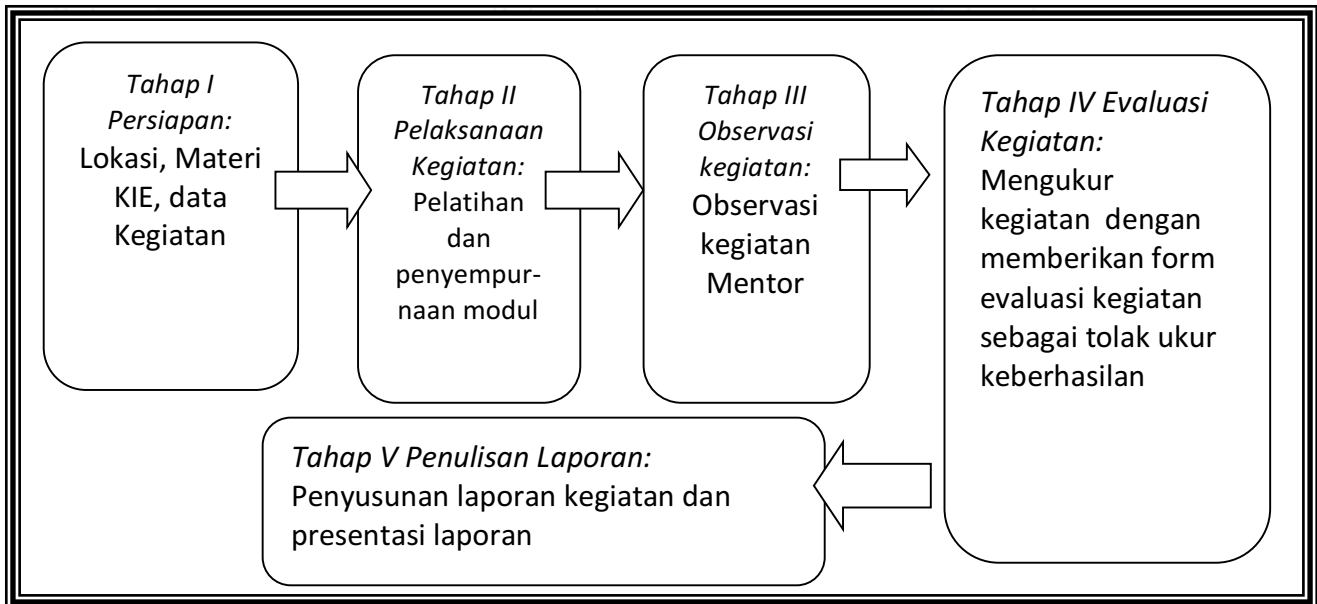 Tahap I
Persiapan:
Lokasi, Materi
KIE, data
Kegiatan
Tahap II
Pelaksanaan
Kegiatan:
Pelatihan
dan
penyempur-
naan modul
Tahap III
Observasi
kegiatan:
Observasi
kegiatan
Mentor
Tahap IV Evaluasi
Kegiatan:
Mengukur
kegiatan dengan
memberikan form
evaluasi kegiatan
sebagai tolak ukur
keberhasilan
Tahap V Penulisan Laporan:
Penyusunan laporan kegiatan dan
presentasi laporan